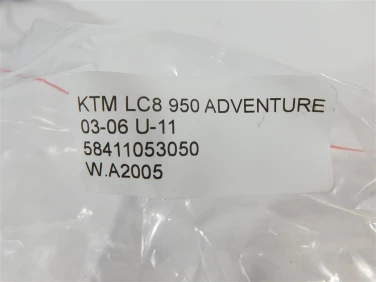 KTM LC8 950 ADVENTURE
03-06 U-11
58411053050
W.A2005